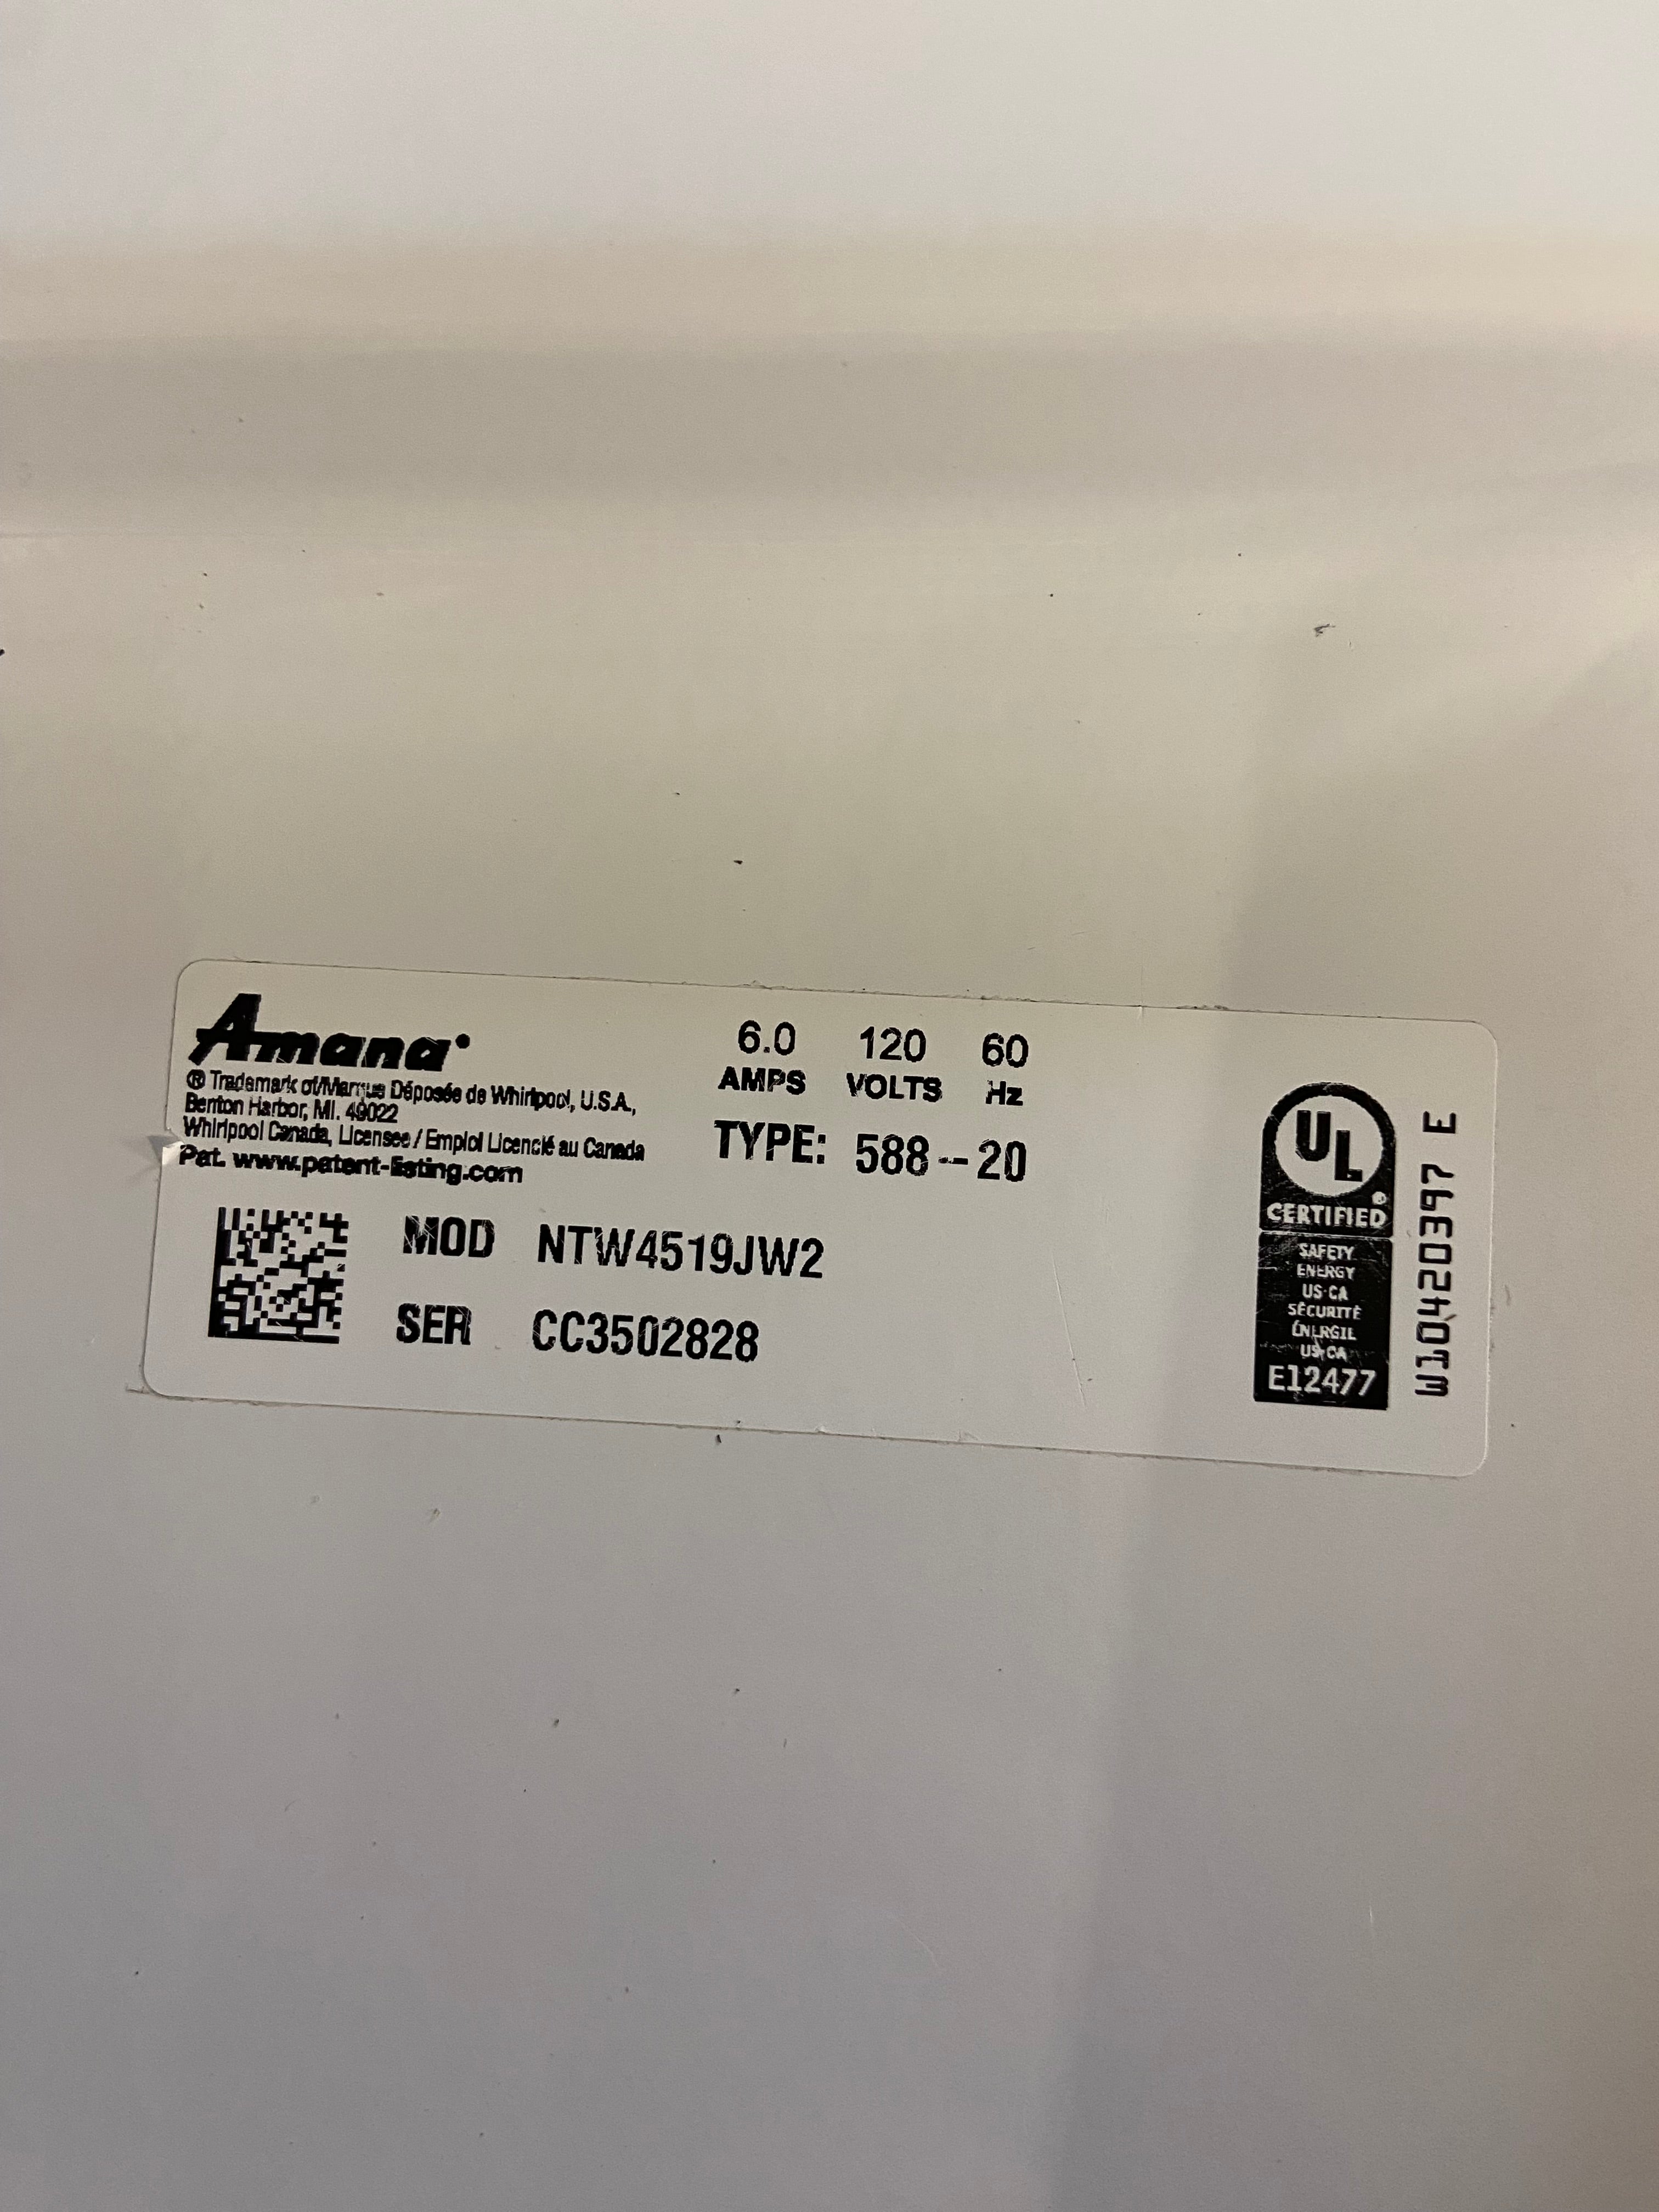 Amana
® Trademark of/Marque Déposée de Whirlpool, U.S.A.,
Benton Harbor, MI. 49022
Whirlpool Canada, Licensee / Emploi Licencié au Canada
Pat. www.patent-listing.com
6.0 120 60
AMPS VOLTS Hz
TYPE: 588--20
MOD NTW4519JW2
SER CC3502828
UL
®
CERTIFIED
SAFETY
ENERGY
US·CA
SÉCURITÉ
ÉNERGIE
US·CA
E12477
W10420397 E